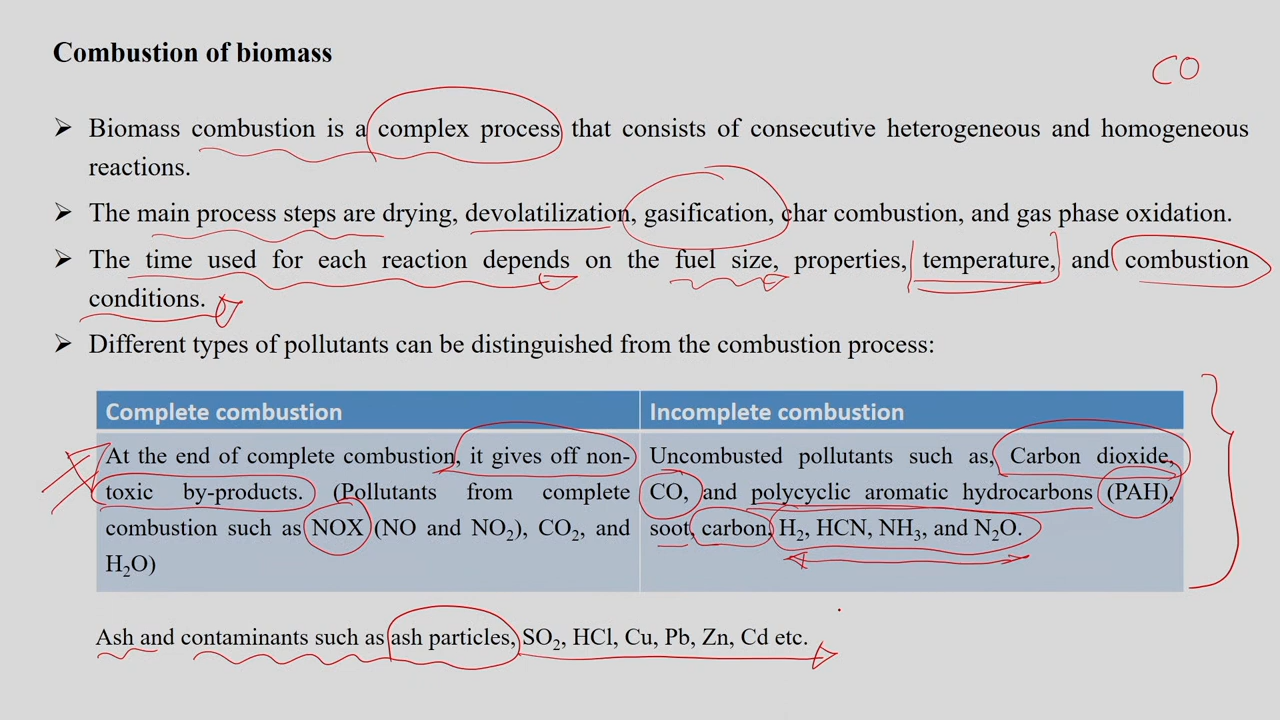 Combustion of biomass
CO
➢ Biomass combustion is a complex process that consists of consecutive heterogeneous and homogeneous
reactions.
➢ The main process steps are drying, devolatilization, gasification, char combustion, and gas phase oxidation.
➢ The time used for each reaction depends on the fuel size, properties, temperature, and combustion
conditions.
➢ Different types of pollutants can be distinguished from the combustion process:
Complete combustion
At the end of complete combustion, it gives off non-
toxic by-products. (Pollutants from complete
combustion such as NOX (NO and NO₂), CO₂, and
H₂O)
Incomplete combustion
Uncombusted pollutants such as, Carbon dioxide,
CO, and polycyclic aromatic hydrocarbons (PAH),
soot, carbon, H₂, HCN, NH₃, and N₂O.
Ash and contaminants such as ash particles, SO₂, HCl, Cu, Pb, Zn, Cd etc.